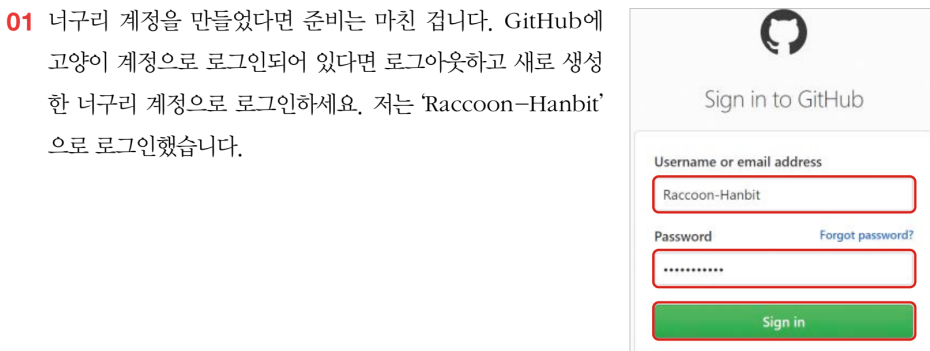 01 너구리 계정을 만들었다면 준비는 마친 겁니다. GitHub에
고양이 계정으로 로그인되어 있다면 로그아웃하고 새로 생성
한 너구리 계정으로 로그인하세요. 저는 ‘Raccoon-Hanbit’
으로 로그인했습니다.
Sign in to GitHub
Username or email address
Raccoon-Hanbit
Password Forgot password?
•••••••••••
Sign in